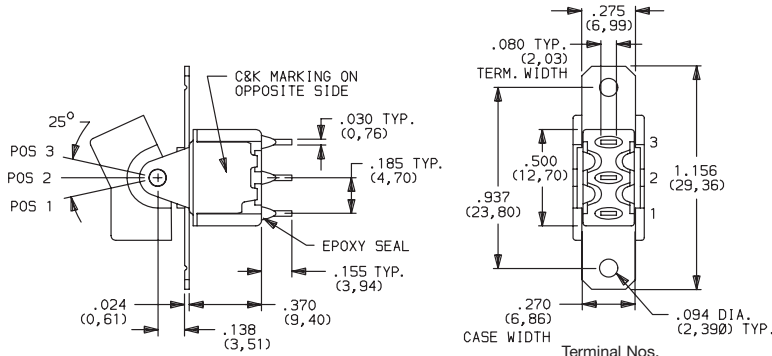 C&K MARKING ON
OPPOSITE SIDE
25°
POS 3
POS 2
POS 1
.030 TYP.
(0,76)
.185 TYP.
(4,70)
EPOXY SEAL
.155 TYP.
(3,94)
.024
(0,61)
.370
(9,40)
.138
(3,51)
.275
(6,99)
.080 TYP.
(2,03)
TERM. WIDTH
3
2
1
.500
(12,70)
.937
(23,80)
1.156
(29,36)
.270
(6,86)
CASE WIDTH
.094 DIA.
(2,390) TYP.
Terminal Nos.